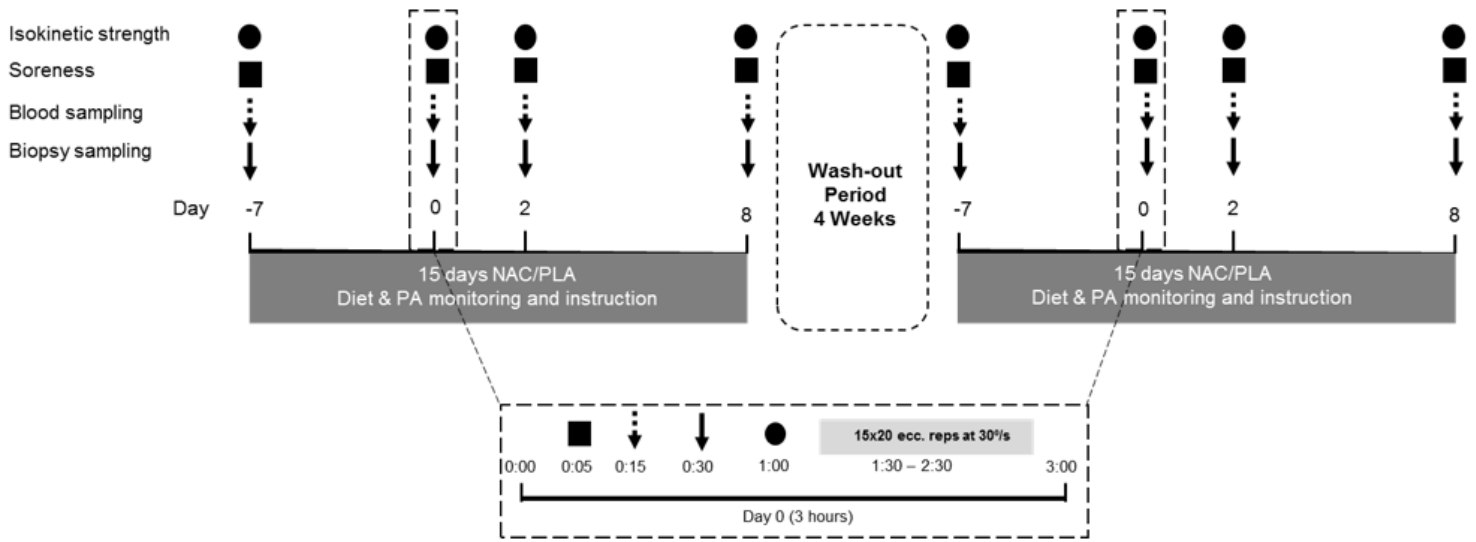 Isokinetic strength
Soreness
Blood sampling
Biopsy sampling
Day
-7
0
2
8
15 days NAC/PLA
Diet & PA monitoring and instruction
Wash-out
Period
4 Weeks
-7
0
2
8
15 days NAC/PLA
Diet & PA monitoring and instruction
15x20 ecc. reps at 30º/s
0:00 0:05 0:15 0:30 1:00 1:30 – 2:30 3:00
Day 0 (3 hours)